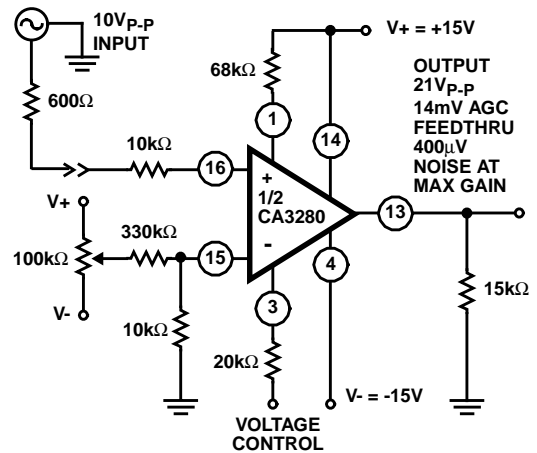 10VP-P
INPUT
600Ω
68kΩ
V+ = +15V
OUTPUT
21VP-P
14mV AGC
FEEDTHRU
400μV
NOISE AT
MAX GAIN
1
14
10kΩ
16
+
1/2
CA3280
-
13
V+
330kΩ
100kΩ
15
4
V-
10kΩ
3
15kΩ
20kΩ
V- = -15V
VOLTAGE
CONTROL